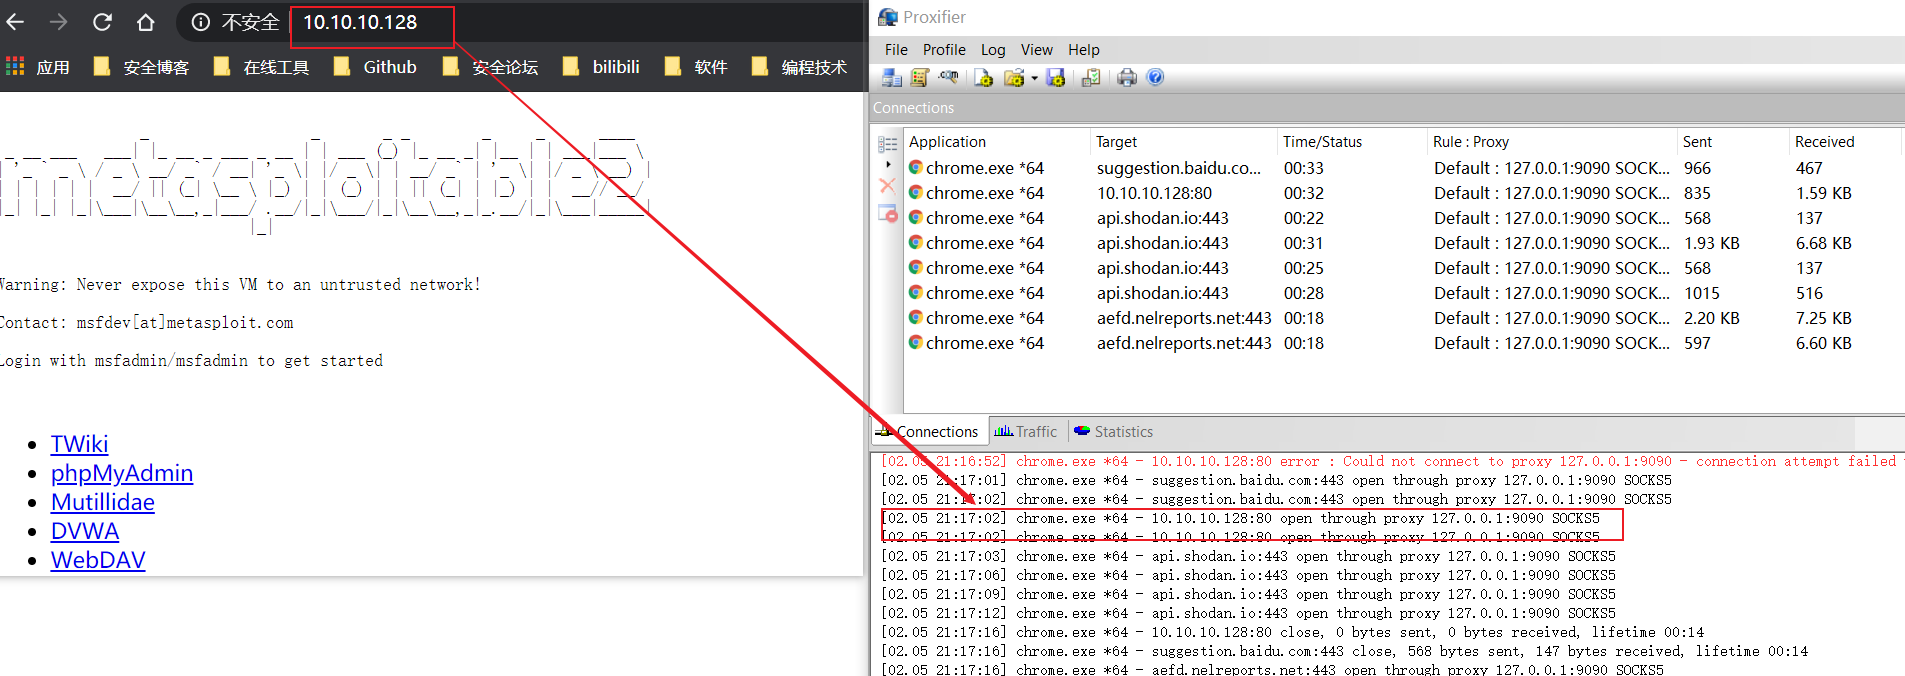 不安全 10.10.10.128
应用 安全博客 在线工具 Github 安全论坛 bilibili 软件 编程技术
metasploitable2
Warning: Never expose this VM to an untrusted network!
Contact: msfdev[at]metasploit.com
Login with msfadmin/msfadmin to get started
TWiki
phpMyAdmin
Mutillidae
DVWA
WebDAV
Proxifier
File Profile Log View Help
.com
Connections
Application Target Time/Status Rule : Proxy Sent Received
chrome.exe *64 suggestion.baidu.co... 00:33 Default : 127.0.0.1:9090 SOCK... 966 467
chrome.exe *64 10.10.10.128:80 00:32 Default : 127.0.0.1:9090 SOCK... 835 1.59 KB
chrome.exe *64 api.shodan.io:443 00:22 Default : 127.0.0.1:9090 SOCK... 568 137
chrome.exe *64 api.shodan.io:443 00:31 Default : 127.0.0.1:9090 SOCK... 1.93 KB 6.68 KB
chrome.exe *64 api.shodan.io:443 00:25 Default : 127.0.0.1:9090 SOCK... 568 137
chrome.exe *64 api.shodan.io:443 00:28 Default : 127.0.0.1:9090 SOCK... 1015 516
chrome.exe *64 aefd.nelreports.net:443 00:18 Default : 127.0.0.1:9090 SOCK... 2.20 KB 7.25 KB
chrome.exe *64 aefd.nelreports.net:443 00:18 Default : 127.0.0.1:9090 SOCK... 597 6.60 KB
Connections Traffic Statistics
[02.05 21:16:52] chrome.exe *64 - 10.10.10.128:80 error : Could not connect to proxy 127.0.0.1:9090 - connection attempt failed
[02.05 21:17:01] chrome.exe *64 - suggestion.baidu.com:443 open through proxy 127.0.0.1:9090 SOCKS5
[02.05 21:17:02] chrome.exe *64 - suggestion.baidu.com:443 open through proxy 127.0.0.1:9090 SOCKS5
[02.05 21:17:02] chrome.exe *64 - 10.10.10.128:80 open through proxy 127.0.0.1:9090 SOCKS5
[02.05 21:17:02] chrome.exe *64 - 10.10.10.128:80 open through proxy 127.0.0.1:9090 SOCKS5
[02.05 21:17:03] chrome.exe *64 - api.shodan.io:443 open through proxy 127.0.0.1:9090 SOCKS5
[02.05 21:17:06] chrome.exe *64 - api.shodan.io:443 open through proxy 127.0.0.1:9090 SOCKS5
[02.05 21:17:09] chrome.exe *64 - api.shodan.io:443 open through proxy 127.0.0.1:9090 SOCKS5
[02.05 21:17:12] chrome.exe *64 - api.shodan.io:443 open through proxy 127.0.0.1:9090 SOCKS5
[02.05 21:17:16] chrome.exe *64 - 10.10.10.128:80 close, 0 bytes sent, 0 bytes received, lifetime 00:14
[02.05 21:17:16] chrome.exe *64 - suggestion.baidu.com:443 close, 568 bytes sent, 147 bytes received, lifetime 00:14
[02.05 21:17:16] chrome.exe *64 - aefd.nelreports.net:443 open through proxy 127.0.0.1:9090 SOCKS5